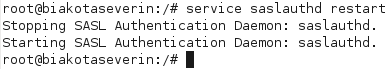 root@biakotaseverin:/# service saslauthd restart
Stopping SASL Authentication Daemon: saslauthd.
Starting SASL Authentication Daemon: saslauthd.
root@biakotaseverin:/#